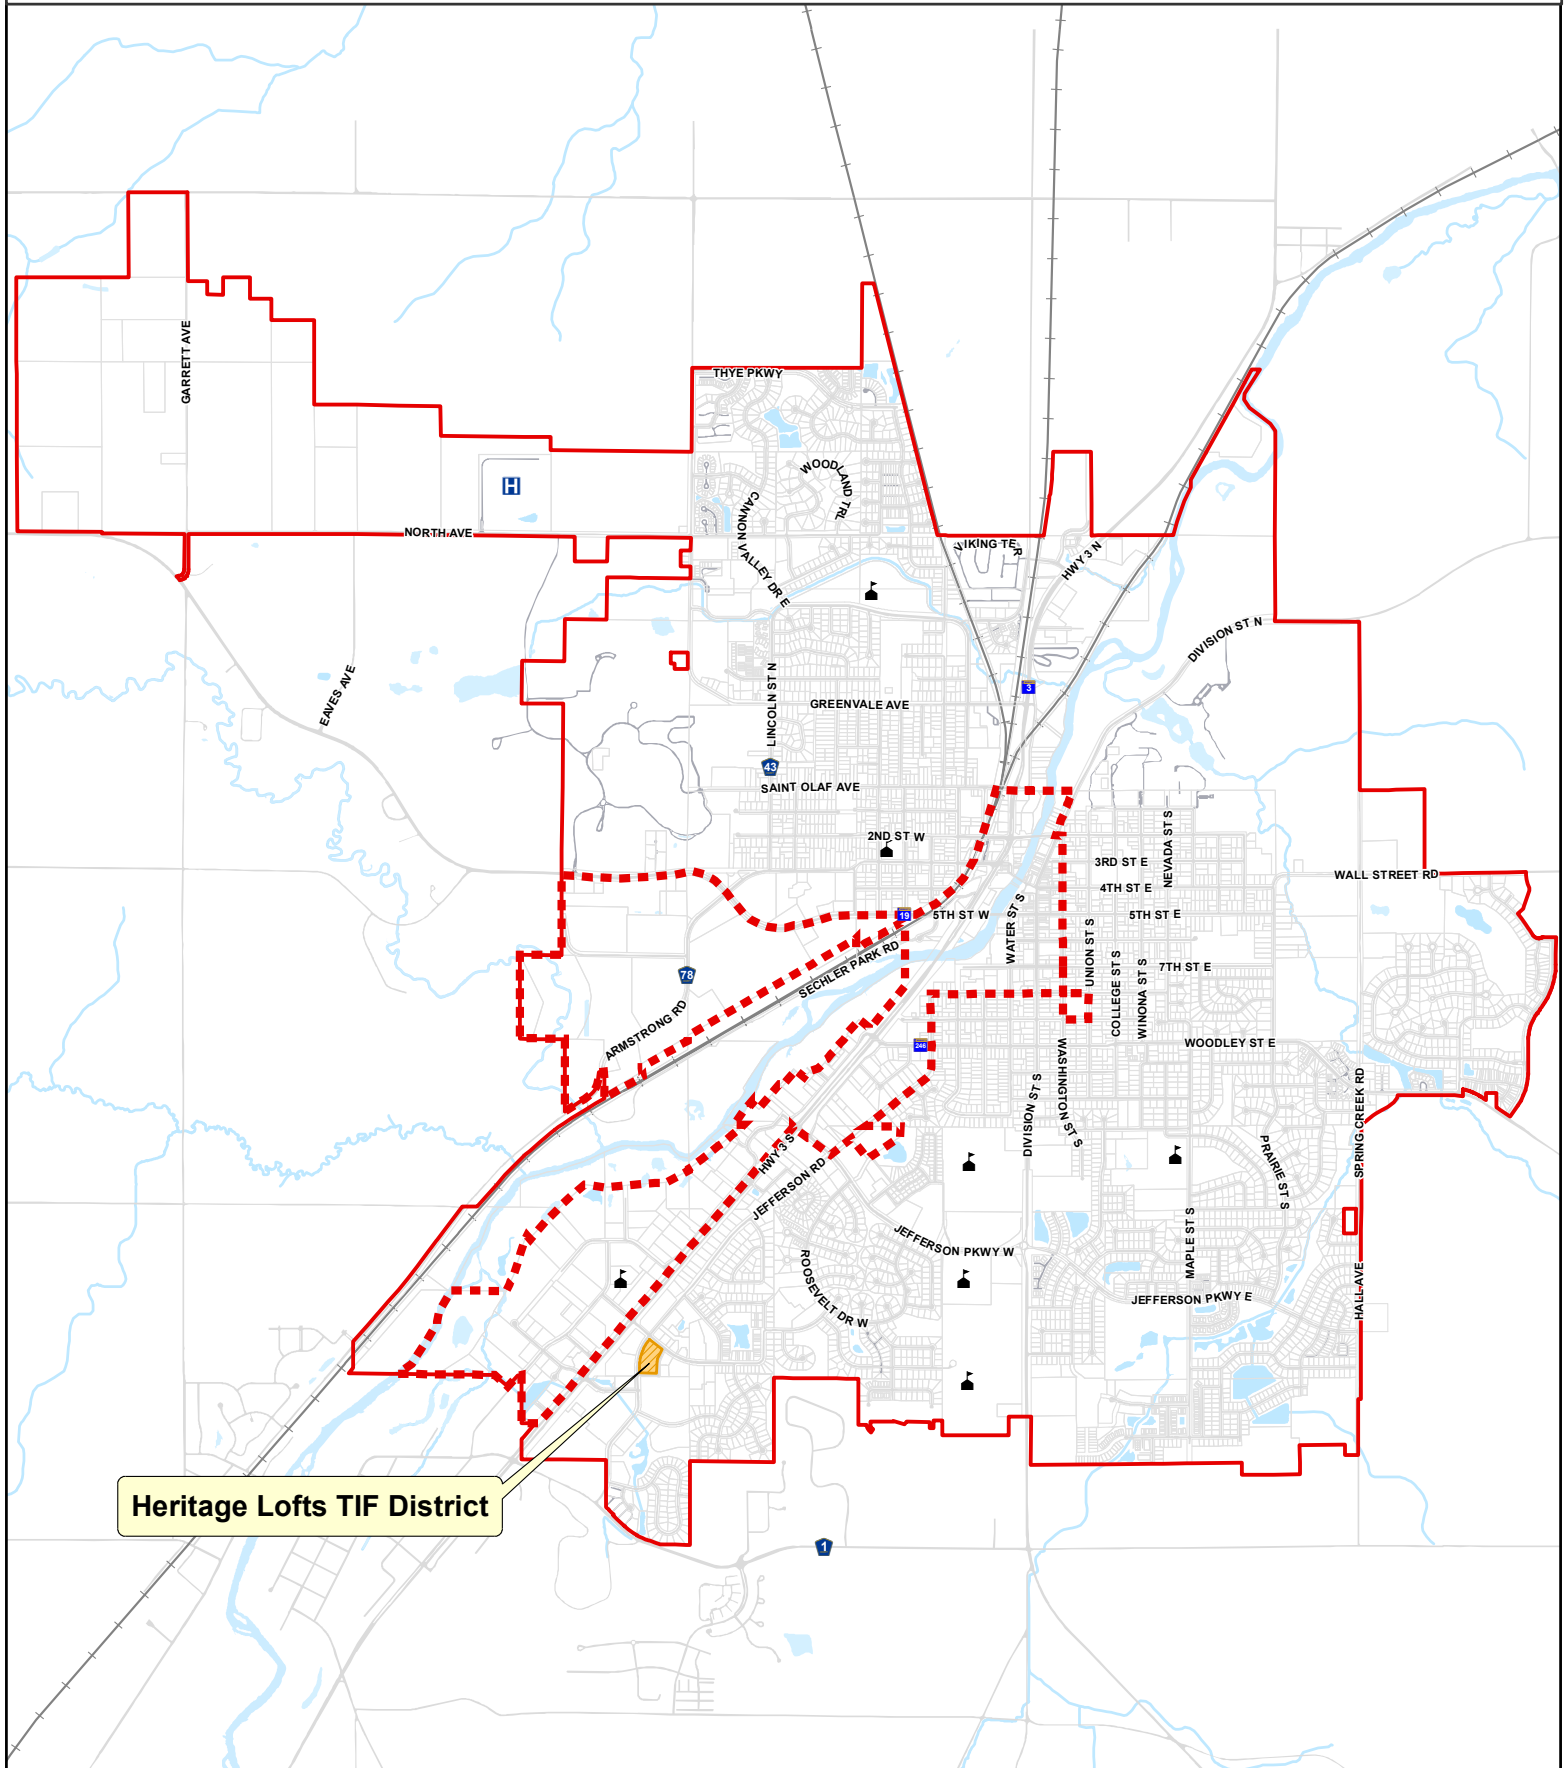 THYE PKWY
GARRETT AVE
WOODLAND TRL
CANNON VALLEY DR E
H
NORTH AVE
VIKING TER
HWY 3 N
DIVISION ST N
EAVES AVE
LINCOLN ST N
3
GREENVALE AVE
43
SAINT OLAF AVE
2ND ST W
NEVADA ST S
3RD ST E
WALL STREET RD
4TH ST E
19
5TH ST W
5TH ST E
WATER ST S
UNION ST S
SECHLER PARK RD
78
7TH ST E
COLLEGE ST S
WINONA ST S
ARMSTRONG RD
246
WOODLEY ST E
WASHINGTON ST S
DIVISION ST S
SPRING CREEK RD
HWY 3 S
JEFFERSON RD
PRAIRIE ST S
JEFFERSON PKWY W
MAPLE ST S
ROOSEVELT DR W
JEFFERSON PKWY E
HALL AVE
Heritage Lofts TIF District
1